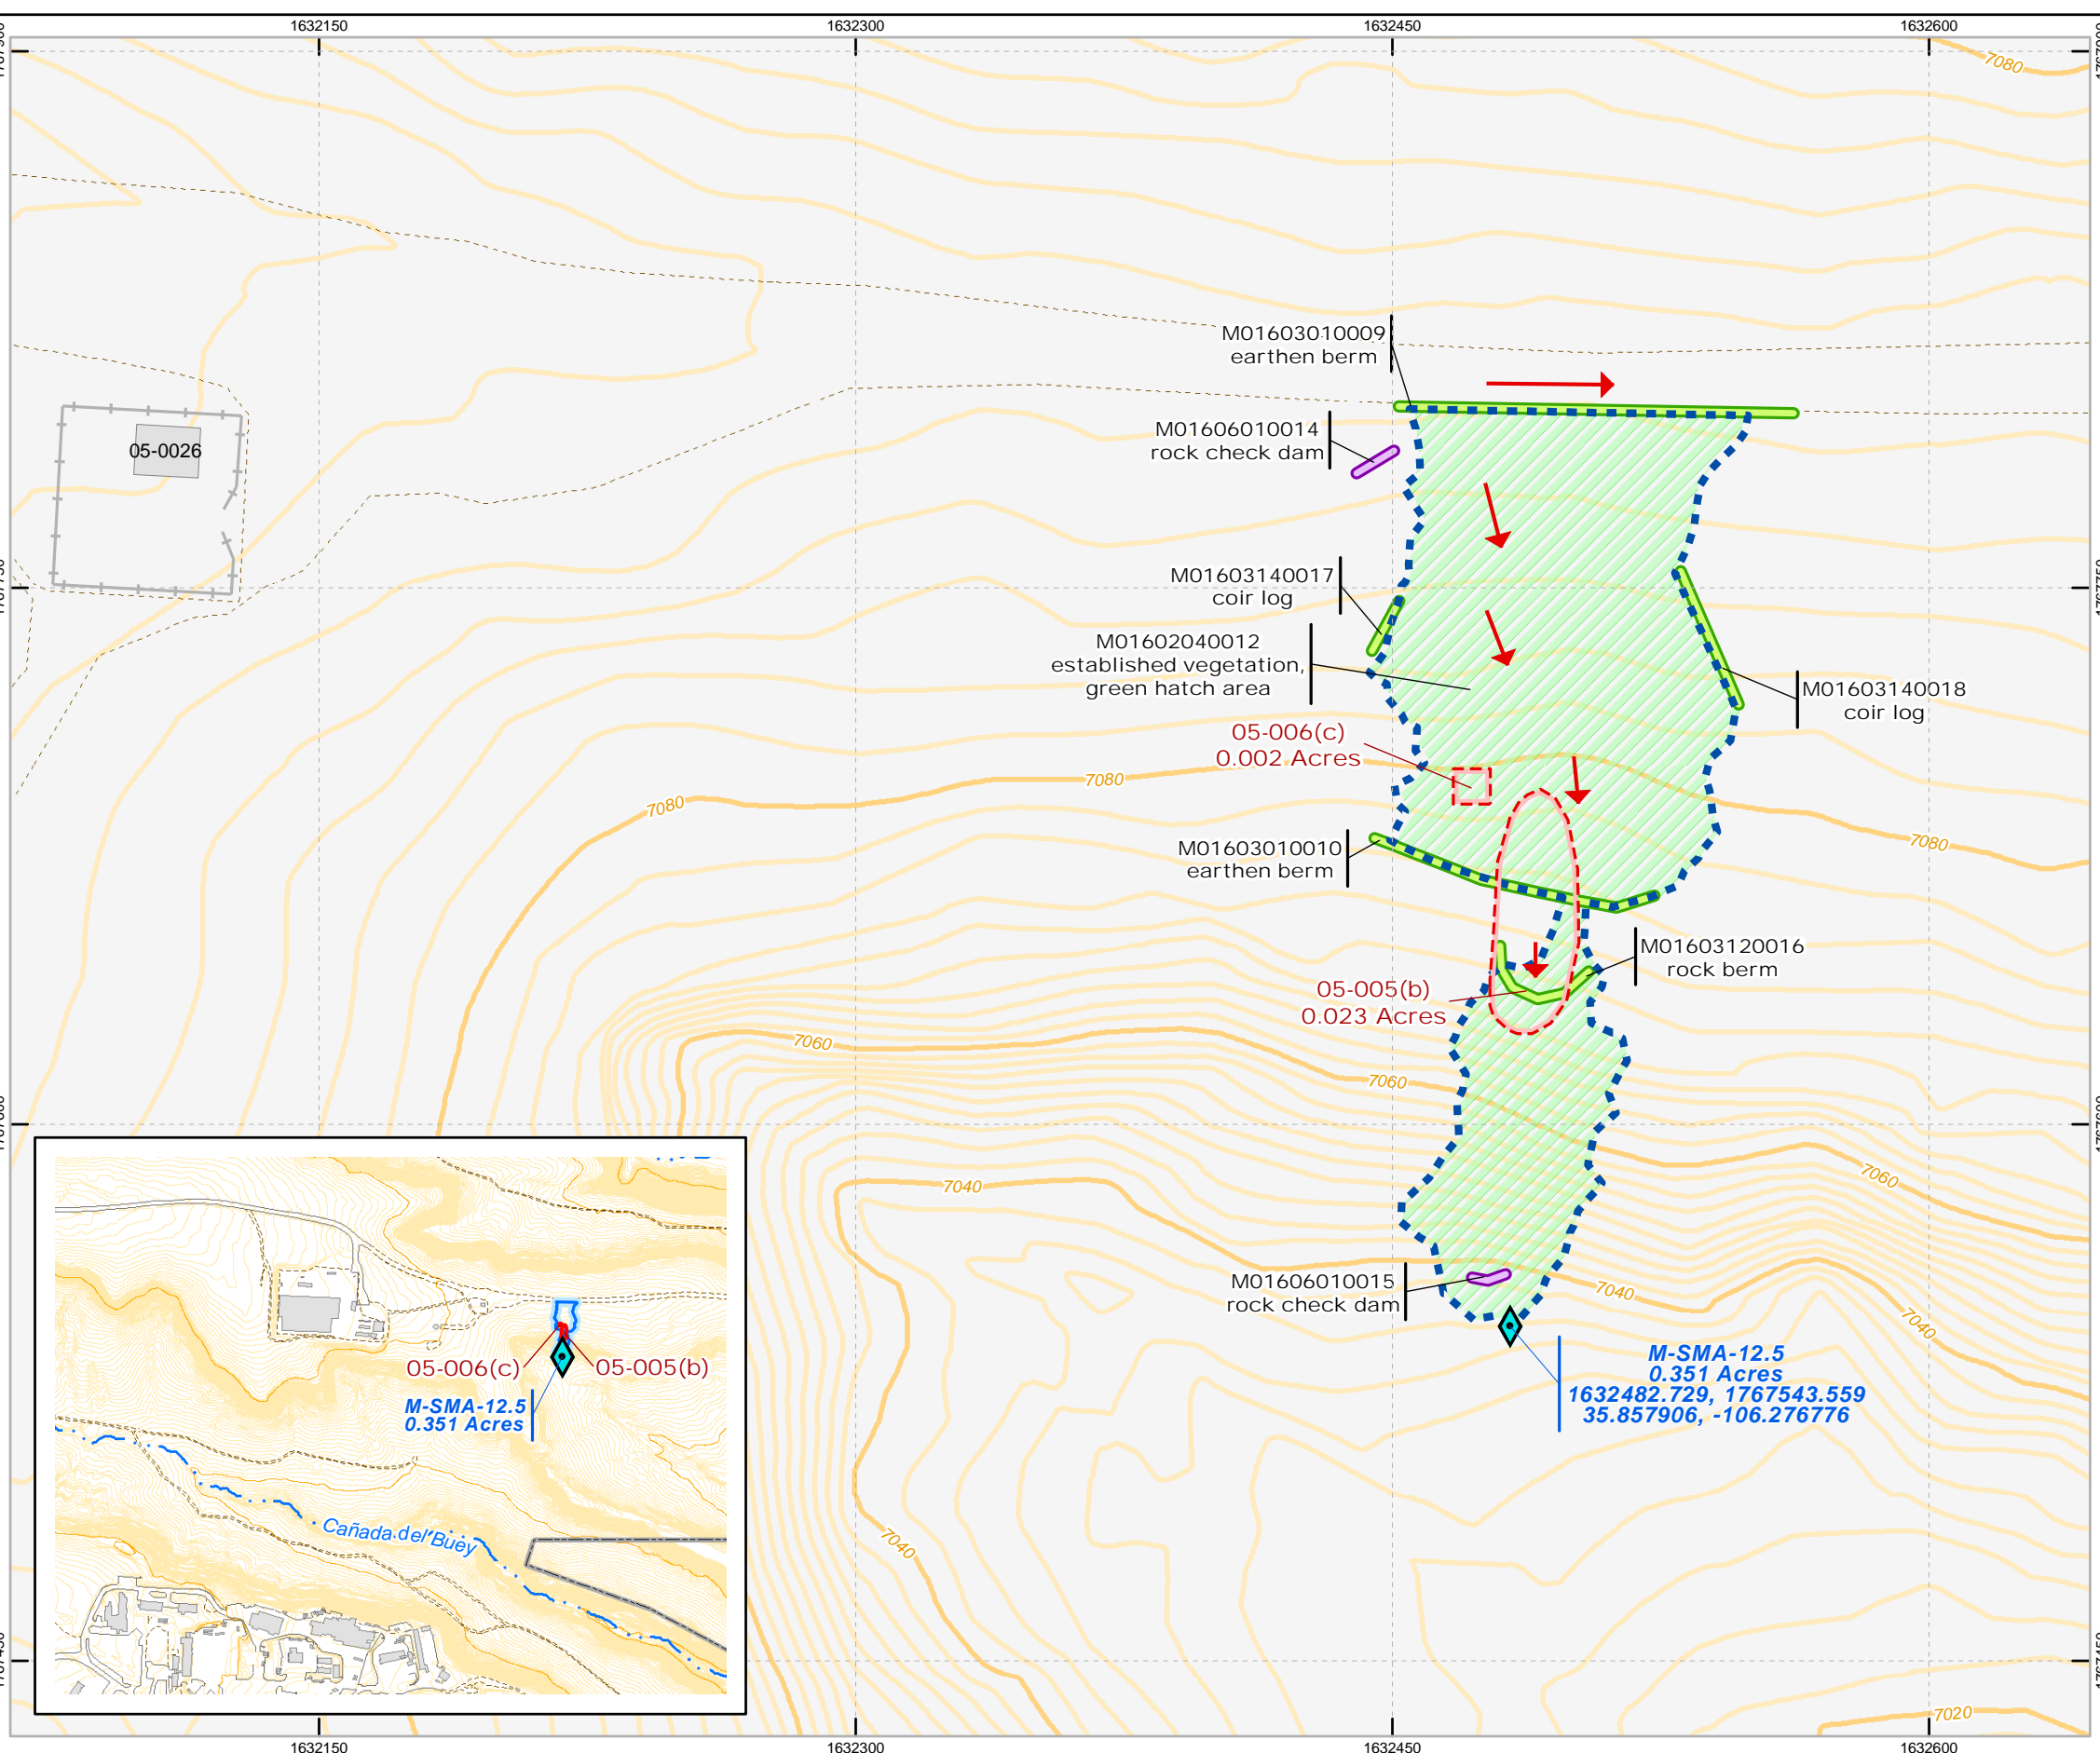 1632150
1632300
1632450
1632600
7080
M01603010009
earthen berm
M01606010014
rock check dam
05-0026
M01603140017
coir log
1767750
M01602040012
established vegetation,
green hatch area
M01603140018
coir log
05-006(c)
0.002 Acres
7080
7080
7080
M01603010010
earthen berm
M01603120016
rock berm
05-005(b)
0.023 Acres
7060
7060
7060
7040
7040
7040
7040
M01606010015
rock check dam
M-SMA-12.5
0.351 Acres
1632482.729, 1767543.559
35.857906, -106.276776
05-006(c)
05-005(b)
M-SMA-12.5
0.351 Acres
Cañada del Buey
1767450
7020
1632150
1632300
1632450
1632600